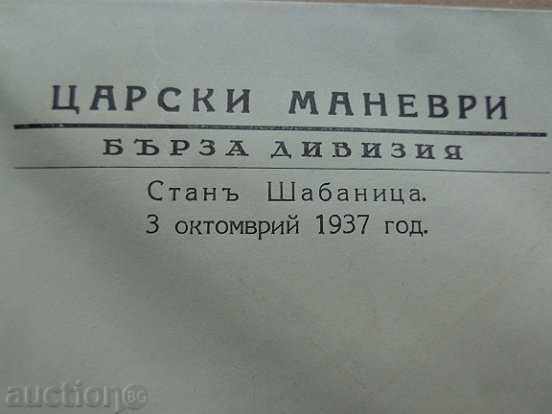 ЦАРСКИ МАНЕВРИ
БЪРЗА ДИВИЗИЯ
Станъ Шабаница.
3 октомврий 1937 год.
auction BG